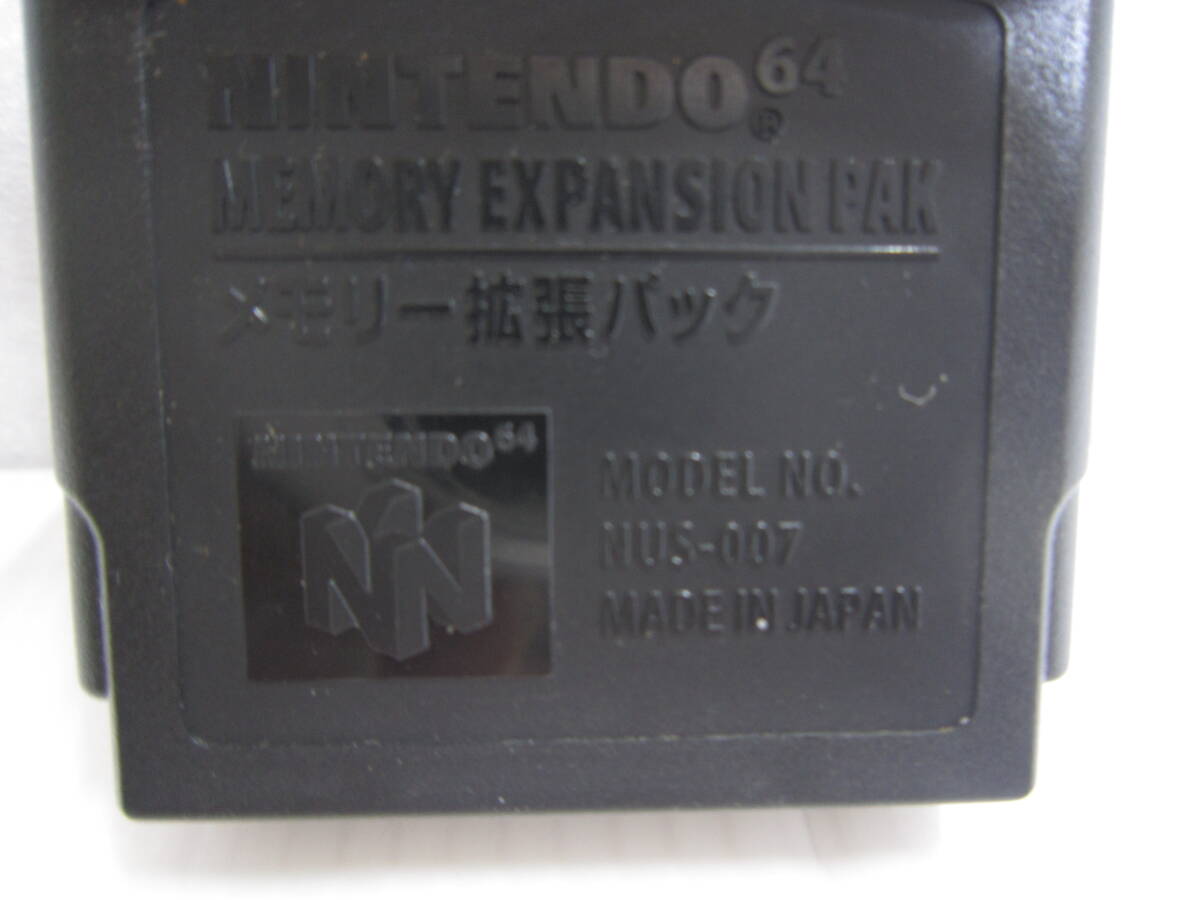 NINTENDO64®
MEMORY EXPANSION PAK
メモリー拡張パック
NINTENDO64
MODEL NO.
NUS-007
MADE IN JAPAN